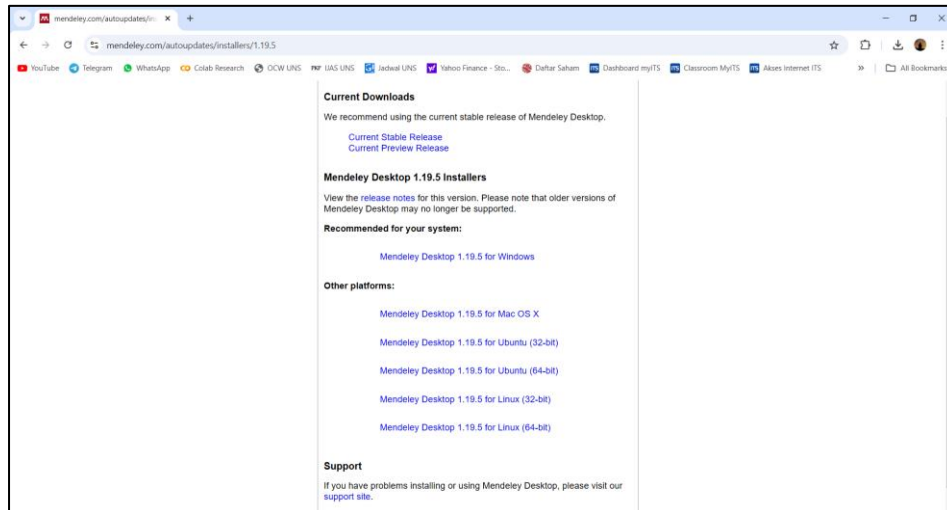 mendeley.com/autoupdates/in
mendeley.com/autoupdates/installers/1.19.5
YouTube Telegram WhatsApp Colab Research OCW UNS UAS UNS Jadwal UNS Yahoo Finance - Sto... Daftar Saham Dashboard myITS Classroom MyITS Akses Internet ITS » All Bookmarks
Current Downloads
We recommend using the current stable release of Mendeley Desktop.
Current Stable Release
Current Preview Release
Mendeley Desktop 1.19.5 Installers
View the release notes for this version. Please note that older versions of
Mendeley Desktop may no longer be supported.
Recommended for your system:
Mendeley Desktop 1.19.5 for Windows
Other platforms:
Mendeley Desktop 1.19.5 for Mac OS X
Mendeley Desktop 1.19.5 for Ubuntu (32-bit)
Mendeley Desktop 1.19.5 for Ubuntu (64-bit)
Mendeley Desktop 1.19.5 for Linux (32-bit)
Mendeley Desktop 1.19.5 for Linux (64-bit)
Support
If you have problems installing or using Mendeley Desktop, please visit our
support site.